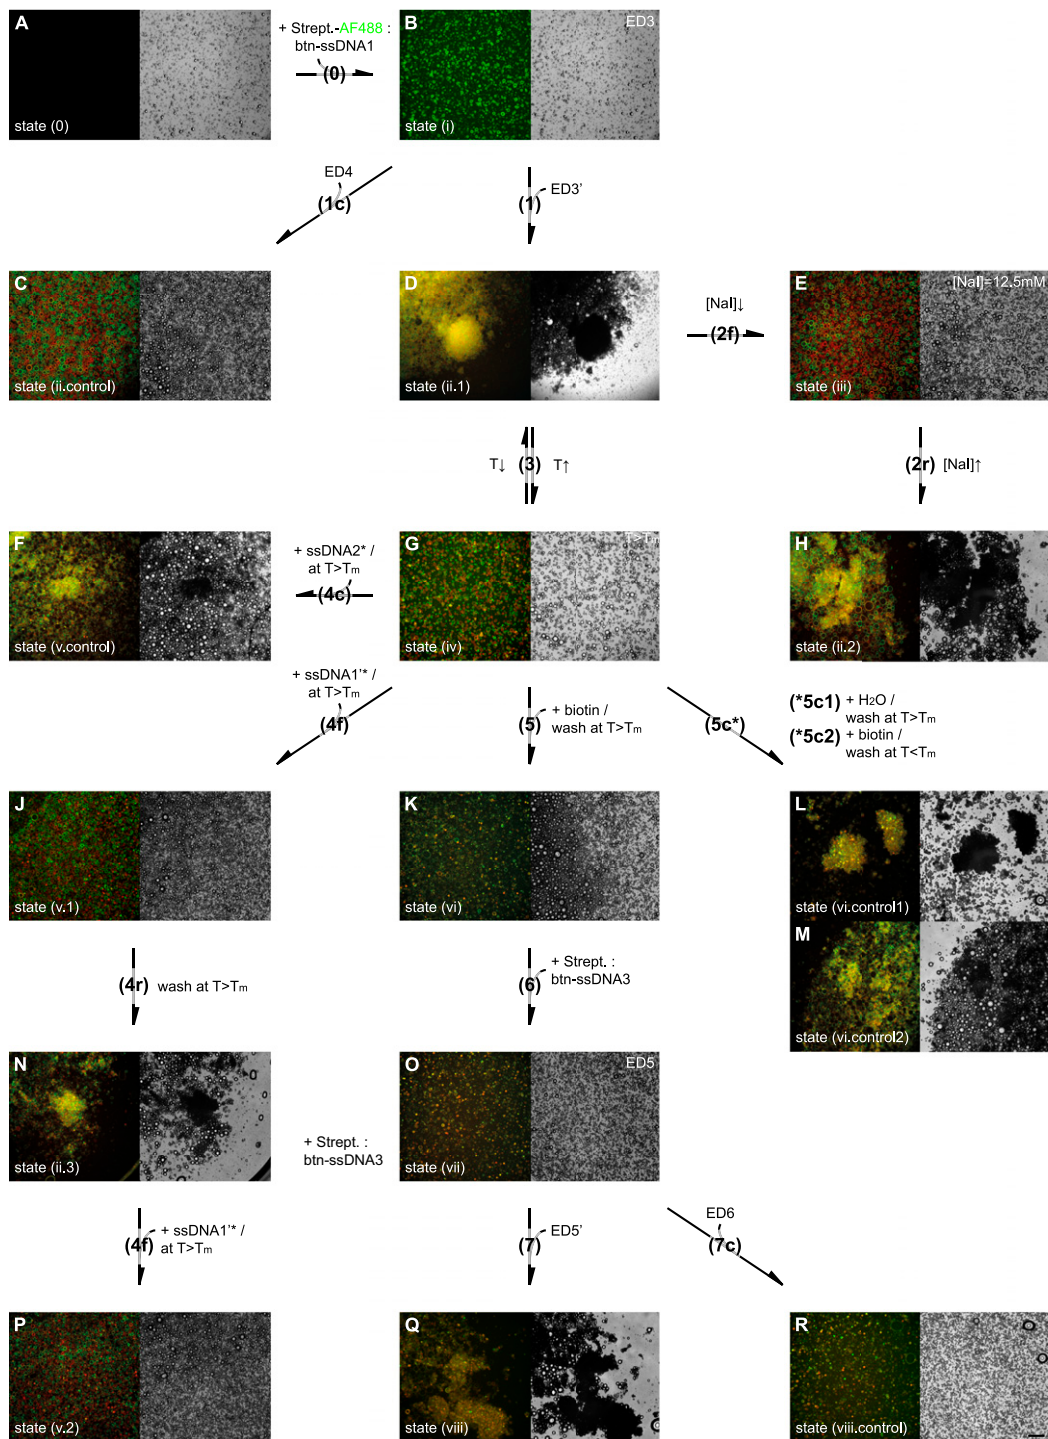 A
state (0)
+ Strept.-AF488 :
btn-ssDNA1
(0)
B
ED3
state (i)
ED4
(1c)
(1)
ED3'
C
state (ii.control)
D
state (ii.1)
[NaI]↓
(2f)
E
[NaI]=12.5mM
state (iii)
T↓
(3)
T↑
(2r)
[NaI]↑
F
state (v.control)
+ ssDNA2* /
at T>Tm
(4c)
G
T>Tm
state (iv)
H
state (ii.2)
+ ssDNA1'* /
at T>Tm
(4f)
(5)
+ biotin /
wash at T>Tm
(5c*)
(*5c1) + H2O /
wash at T>Tm
(*5c2) + biotin /
wash at T<Tm
J
state (v.1)
K
state (vi)
L
state (vi.control1)
M
state (vi.control2)
(4r) wash at T>Tm
(6)
+ Strept. :
btn-ssDNA3
N
state (ii.3)
+ Strept. :
btn-ssDNA3
O
ED5
state (vii)
(4f)
+ ssDNA1'* /
at T>Tm
(7)
ED5'
ED6
(7c)
P
state (v.2)
Q
state (viii)
R
state (viii.control)